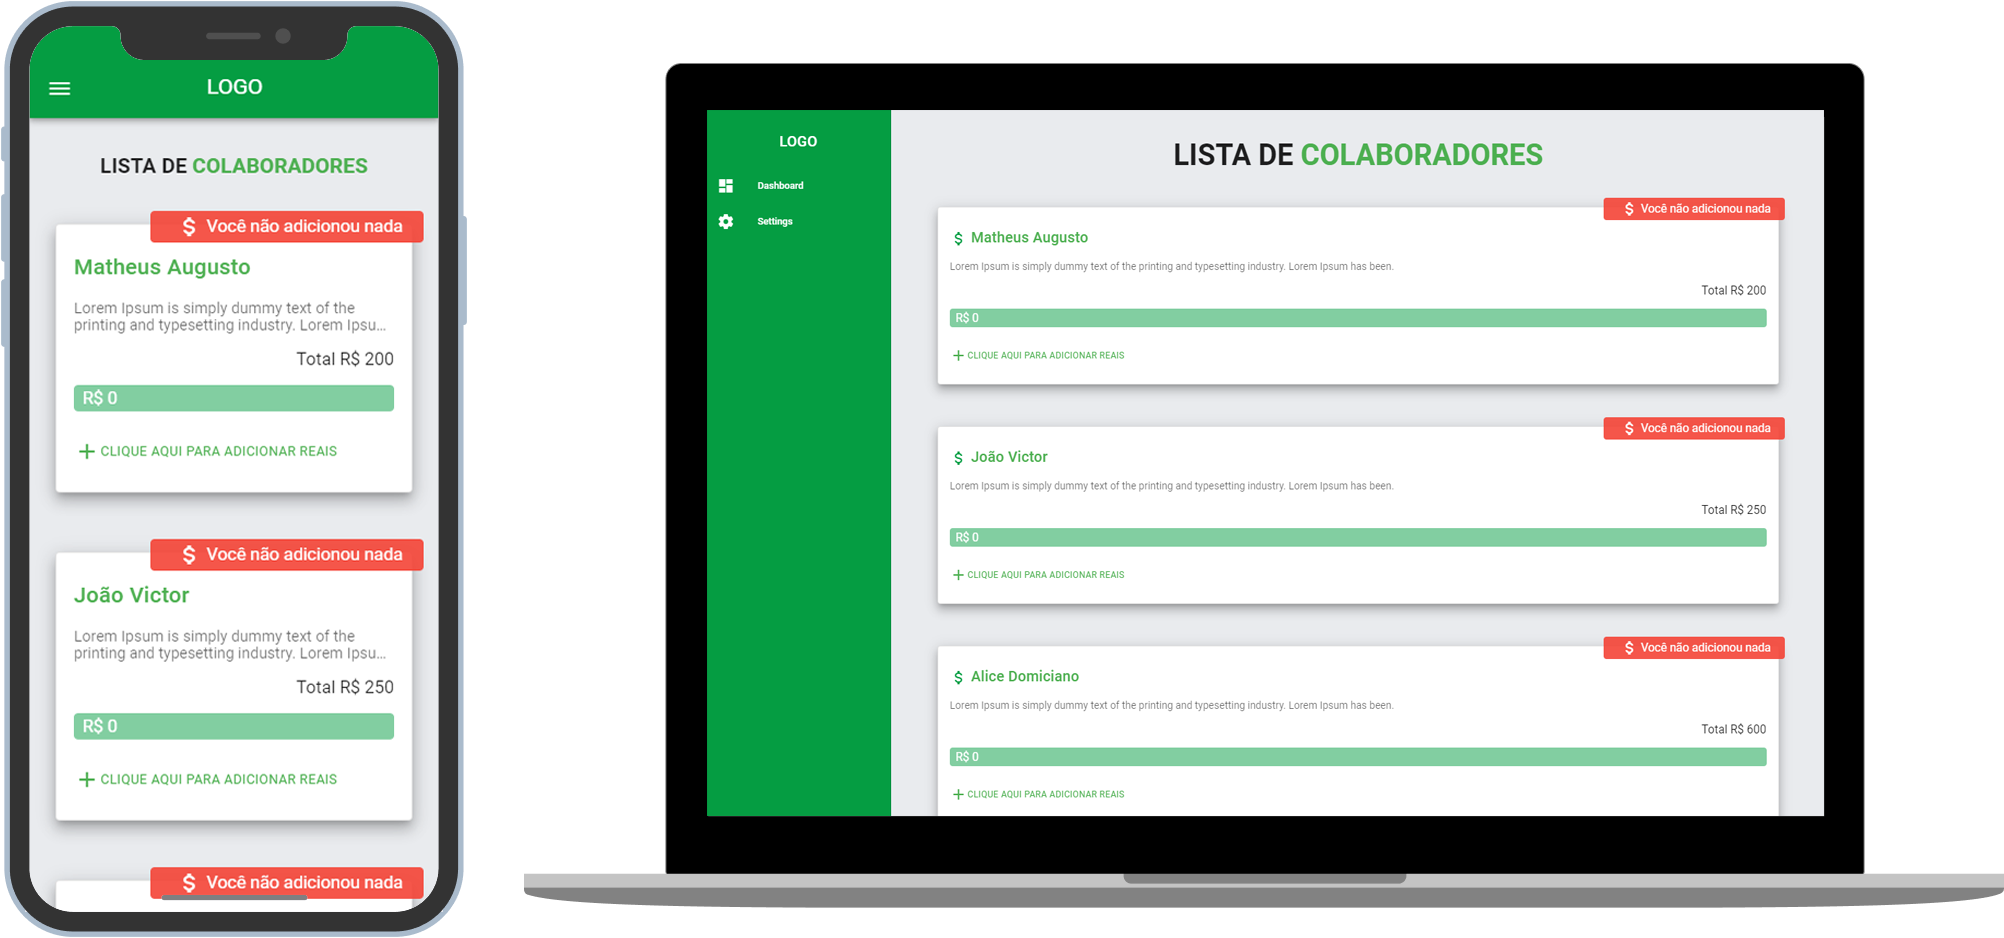 LOGO
LISTA DE COLABORADORES
$ Você não adicionou nada
Matheus Augusto
Lorem Ipsum is simply dummy text of the
printing and typesetting industry. Lorem Ipsu...
Total R$ 200
R$ 0
+ CLIQUE AQUI PARA ADICIONAR REAIS
$ Você não adicionou nada
João Victor
Lorem Ipsum is simply dummy text of the
printing and typesetting industry. Lorem Ipsu...
Total R$ 250
R$ 0
+ CLIQUE AQUI PARA ADICIONAR REAIS
$ Você não adicionou nada
LOGO
Dashboard
Settings
LISTA DE COLABORADORES
$ Você não adicionou nada
$ Matheus Augusto
Lorem Ipsum is simply dummy text of the printing and typesetting industry. Lorem Ipsum has been.
Total R$ 200
R$ 0
+ CLIQUE AQUI PARA ADICIONAR REAIS
$ Você não adicionou nada
$ João Victor
Lorem Ipsum is simply dummy text of the printing and typesetting industry. Lorem Ipsum has been.
Total R$ 250
R$ 0
+ CLIQUE AQUI PARA ADICIONAR REAIS
$ Você não adicionou nada
$ Alice Domiciano
Lorem Ipsum is simply dummy text of the printing and typesetting industry. Lorem Ipsum has been.
Total R$ 600
R$ 0
+ CLIQUE AQUI PARA ADICIONAR REAIS